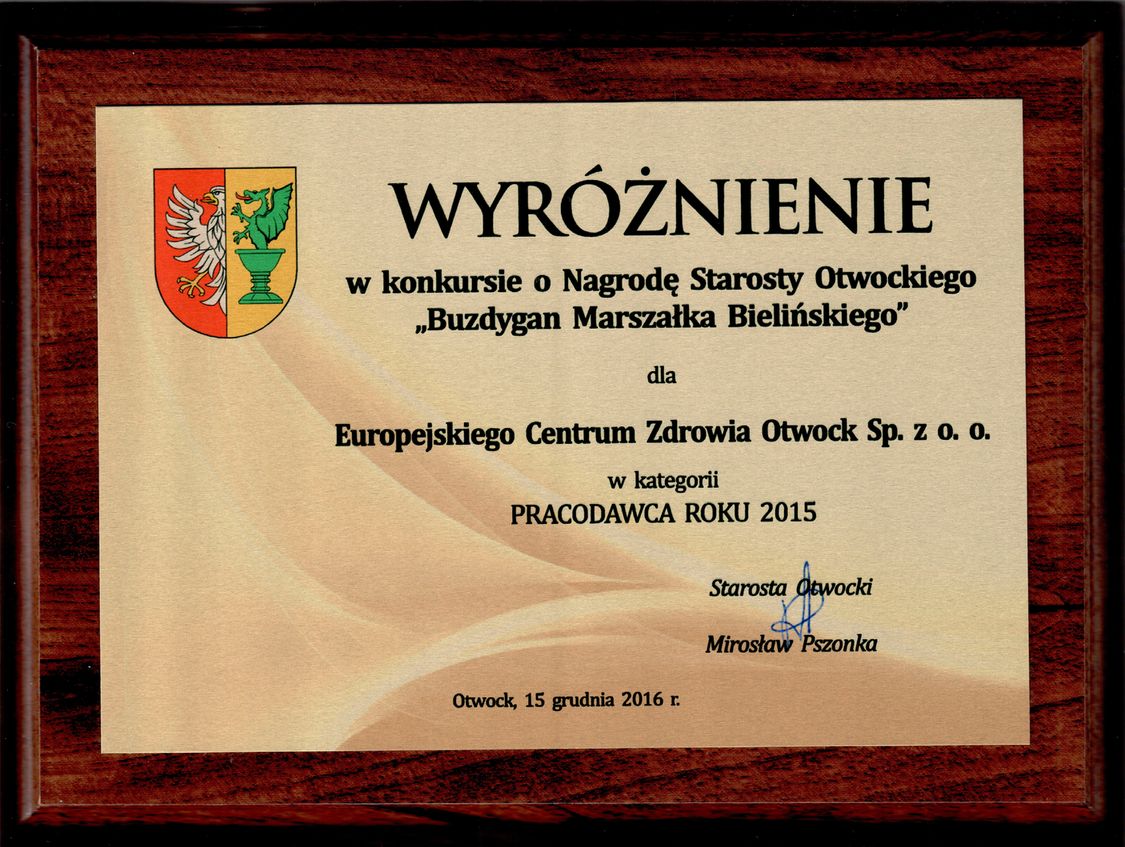 WYRÓŻNIENIE
w konkursie o Nagrodę Starosty Otwockiego
„Buzdygan Marszałka Bielińskiego”
dla
Europejskiego Centrum Zdrowia Otwock Sp. z o. o.
w kategorii
PRACODAWCA ROKU 2015
Starosta Otwocki
Mirosław Pszonka
Otwock, 15 grudnia 2016 r.